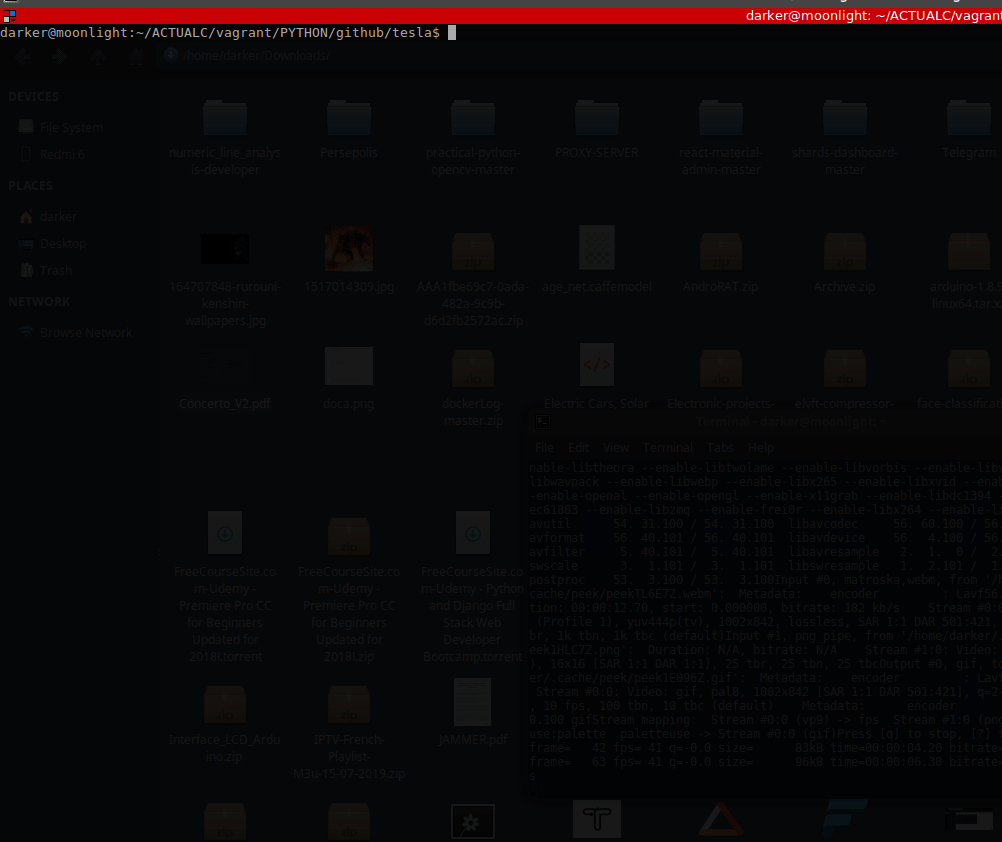 darker@moonlight: ~/ACTUALC/vagrant
darker@moonlight:~/ACTUALC/vagrant/PYTHON/github/tesla$
/home/darker/Downloads/
DEVICES
File System
Redmi 6
PLACES
darker
Desktop
Trash
NETWORK
Browse Network
numeric_line_analys
is-developer
Persepolis
practical-python-
opencv-master
PROXY-SERVER
react-material-
admin-master
shards-dashboard-
master
Telegram
164707848-rurouni-
kenshin-
wallpapers.jpg
1517014309.jpg
AAA1fbe69c7-0ada-
482a-9c9b-
d6d2fb2572ac.zip
age_net.caffemodel
AndroRAT.zip
Archive.zip
arduino-1.8.9
linux64.tar.x
Concerto_V2.pdf
doca.png
dockerLog-
master.zip
Electric Cars, Solar
Electronic-projects-
elvft-compressor-
face-classificat
FreeCourseSite.co
m-Udemy -
Premiere Pro CC
for Beginners
Updated for
2018!.torrent
FreeCourseSite.co
m-Udemy -
Premiere Pro CC
for Beginners
Updated for
2018!.zip
FreeCourseSite.co
m-Udemy - Python
and Django Full
Stack Web
Developer
Bootcamp.torrent
Interface_LCD_Ardu
ino.zip
IPTV-French-
Playlist-
M3u-15-07-2019.zip
JAMMER.pdf
Terminal - darker@moonlight: ~
File Edit View Terminal Tabs Help
nable-libtheora --enable-libtwolame --enable-libvorbis --enable-lib
libwavpack --enable-libwebp --enable-libx265 --enable-libxvid --ena
-enable-openal --enable-opengl --enable-x11grab --enable-libdc1394
ec61883 --enable-libzmq --enable-frei0r --enable-libx264 --enable-l
avutil 54. 31.100 / 54. 31.100 libavcodec 56. 60.100 / 56
avformat 56. 40.101 / 56. 40.101 libavdevice 56. 4.100 / 56
avfilter 5. 40.101 / 5. 40.101 libavresample 2. 1. 0 / 2.
swscale 3. 1.101 / 3. 1.101 libswresample 1. 2.101 / 1.
postproc 53. 3.100 / 53. 3.100Input #0, matroska,webm, from '/
cache/peek/peekTL6E7Z.webm': Metadata: encoder : Lavf56
tion: 00:00:12.70, start: 0.000000, bitrate: 182 kb/s Stream #0:0
(Profile 1), yuv444p(tv), 1002x842, lossless, SAR 1:1 DAR 501:421,
br, 1k tbn, 1k tbc (default)Input #1, png_pipe, from '/home/darker/
eek1HLC7Z.png': Duration: N/A, bitrate: N/A Stream #1:0: Video:
), 16x16 [SAR 1:1 DAR 1:1], 25 tbr, 25 tbn, 25 tbcOutput #0, gif, to
er/.cache/peek/peek1E096Z.gif': Metadata: encoder : Lavf
Stream #0:0: Video: gif, pal8, 1002x842 [SAR 1:1 DAR 501:421], q=2-
, 10 fps, 100 tbn, 10 tbc (default) Metadata: encoder
0.100 gifStream mapping: Stream #0:0 (vp9) -> fps Stream #1:0 (png
use:palette paletteuse -> Stream #0:0 (gif)Press [q] to stop, [?]
frame= 42 fps= 41 q=-0.0 size= 83kB time=00:00:04.20 bitrate=
frame= 63 fps= 41 q=-0.0 size= 96kB time=00:00:06.30 bitrate=
s